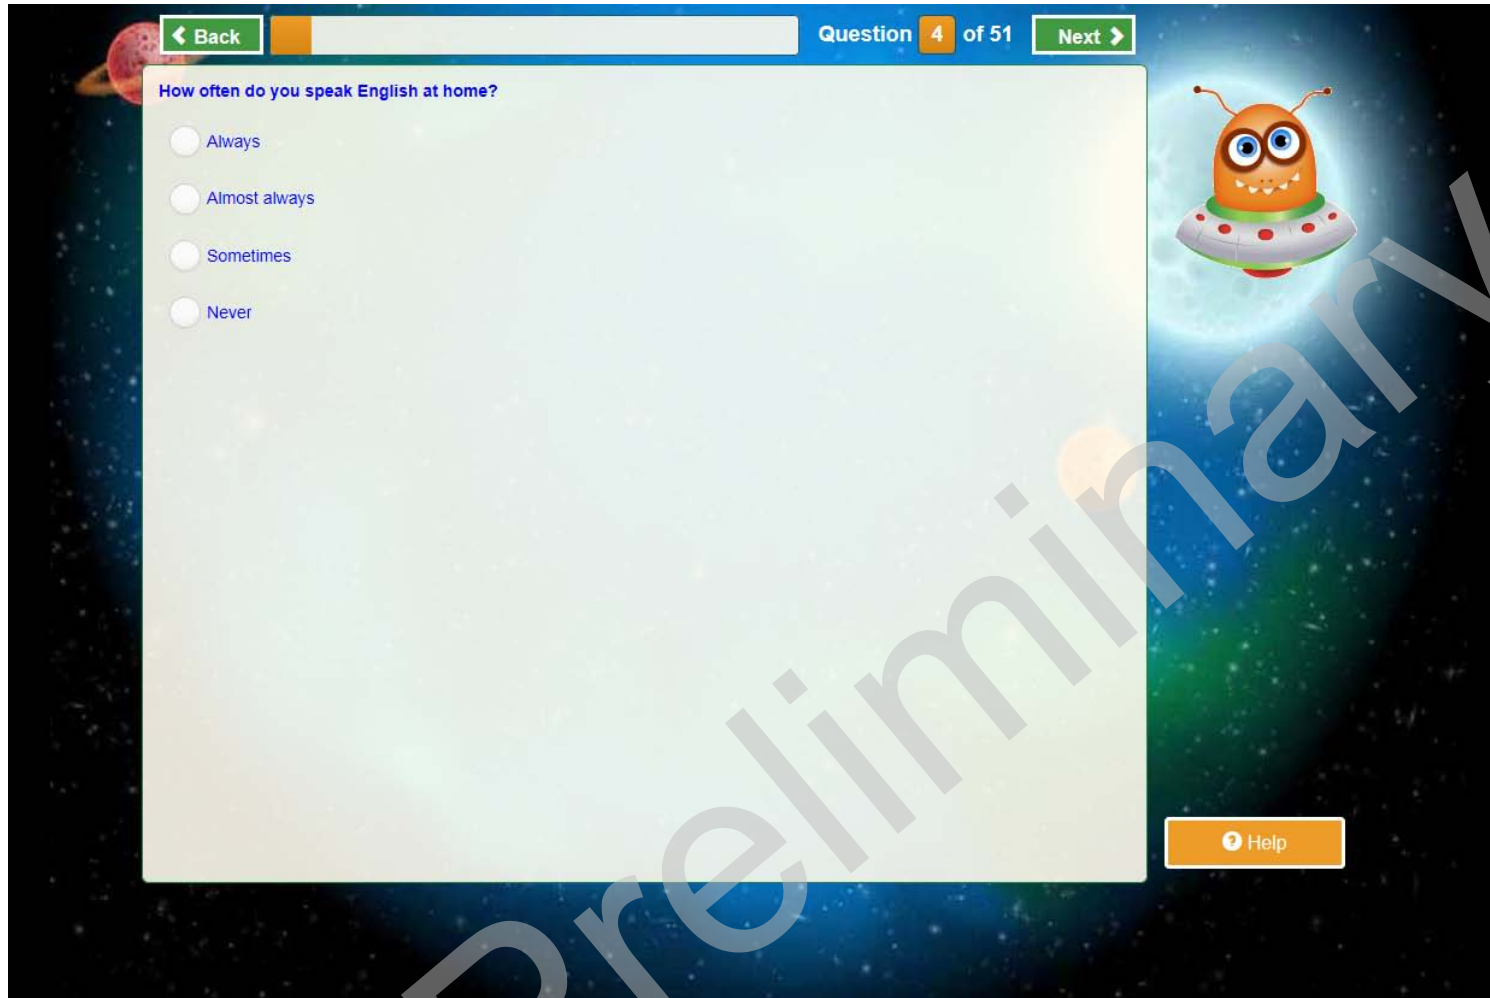 Back
Question 4 of 51
Next
How often do you speak English at home?
Always
Almost always
Sometimes
Never
? Help
Preliminary